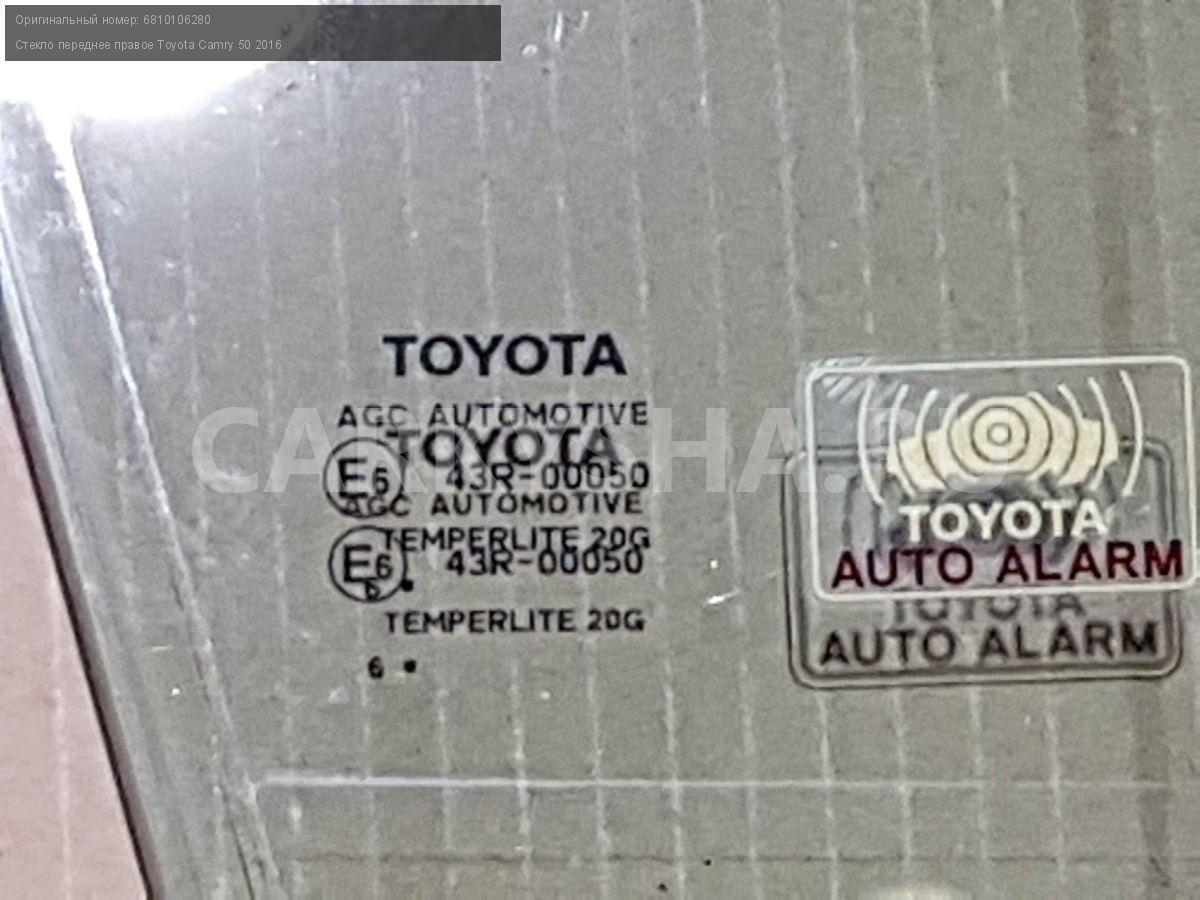 Оригинальный номер: 6810106280
Стекло переднее правое Toyota Camry 50 2016
TOYOTA
AGC AUTOMOTIVE
E6 43R-00050
TEMPERLITE 20G
6 •
TOYOTA
AGC AUTOMOTIVE
E6 43R-00050
TEMPERLITE 20G
6 •
TOYOTA
AUTO ALARM
TOYOTA
AUTO ALARM